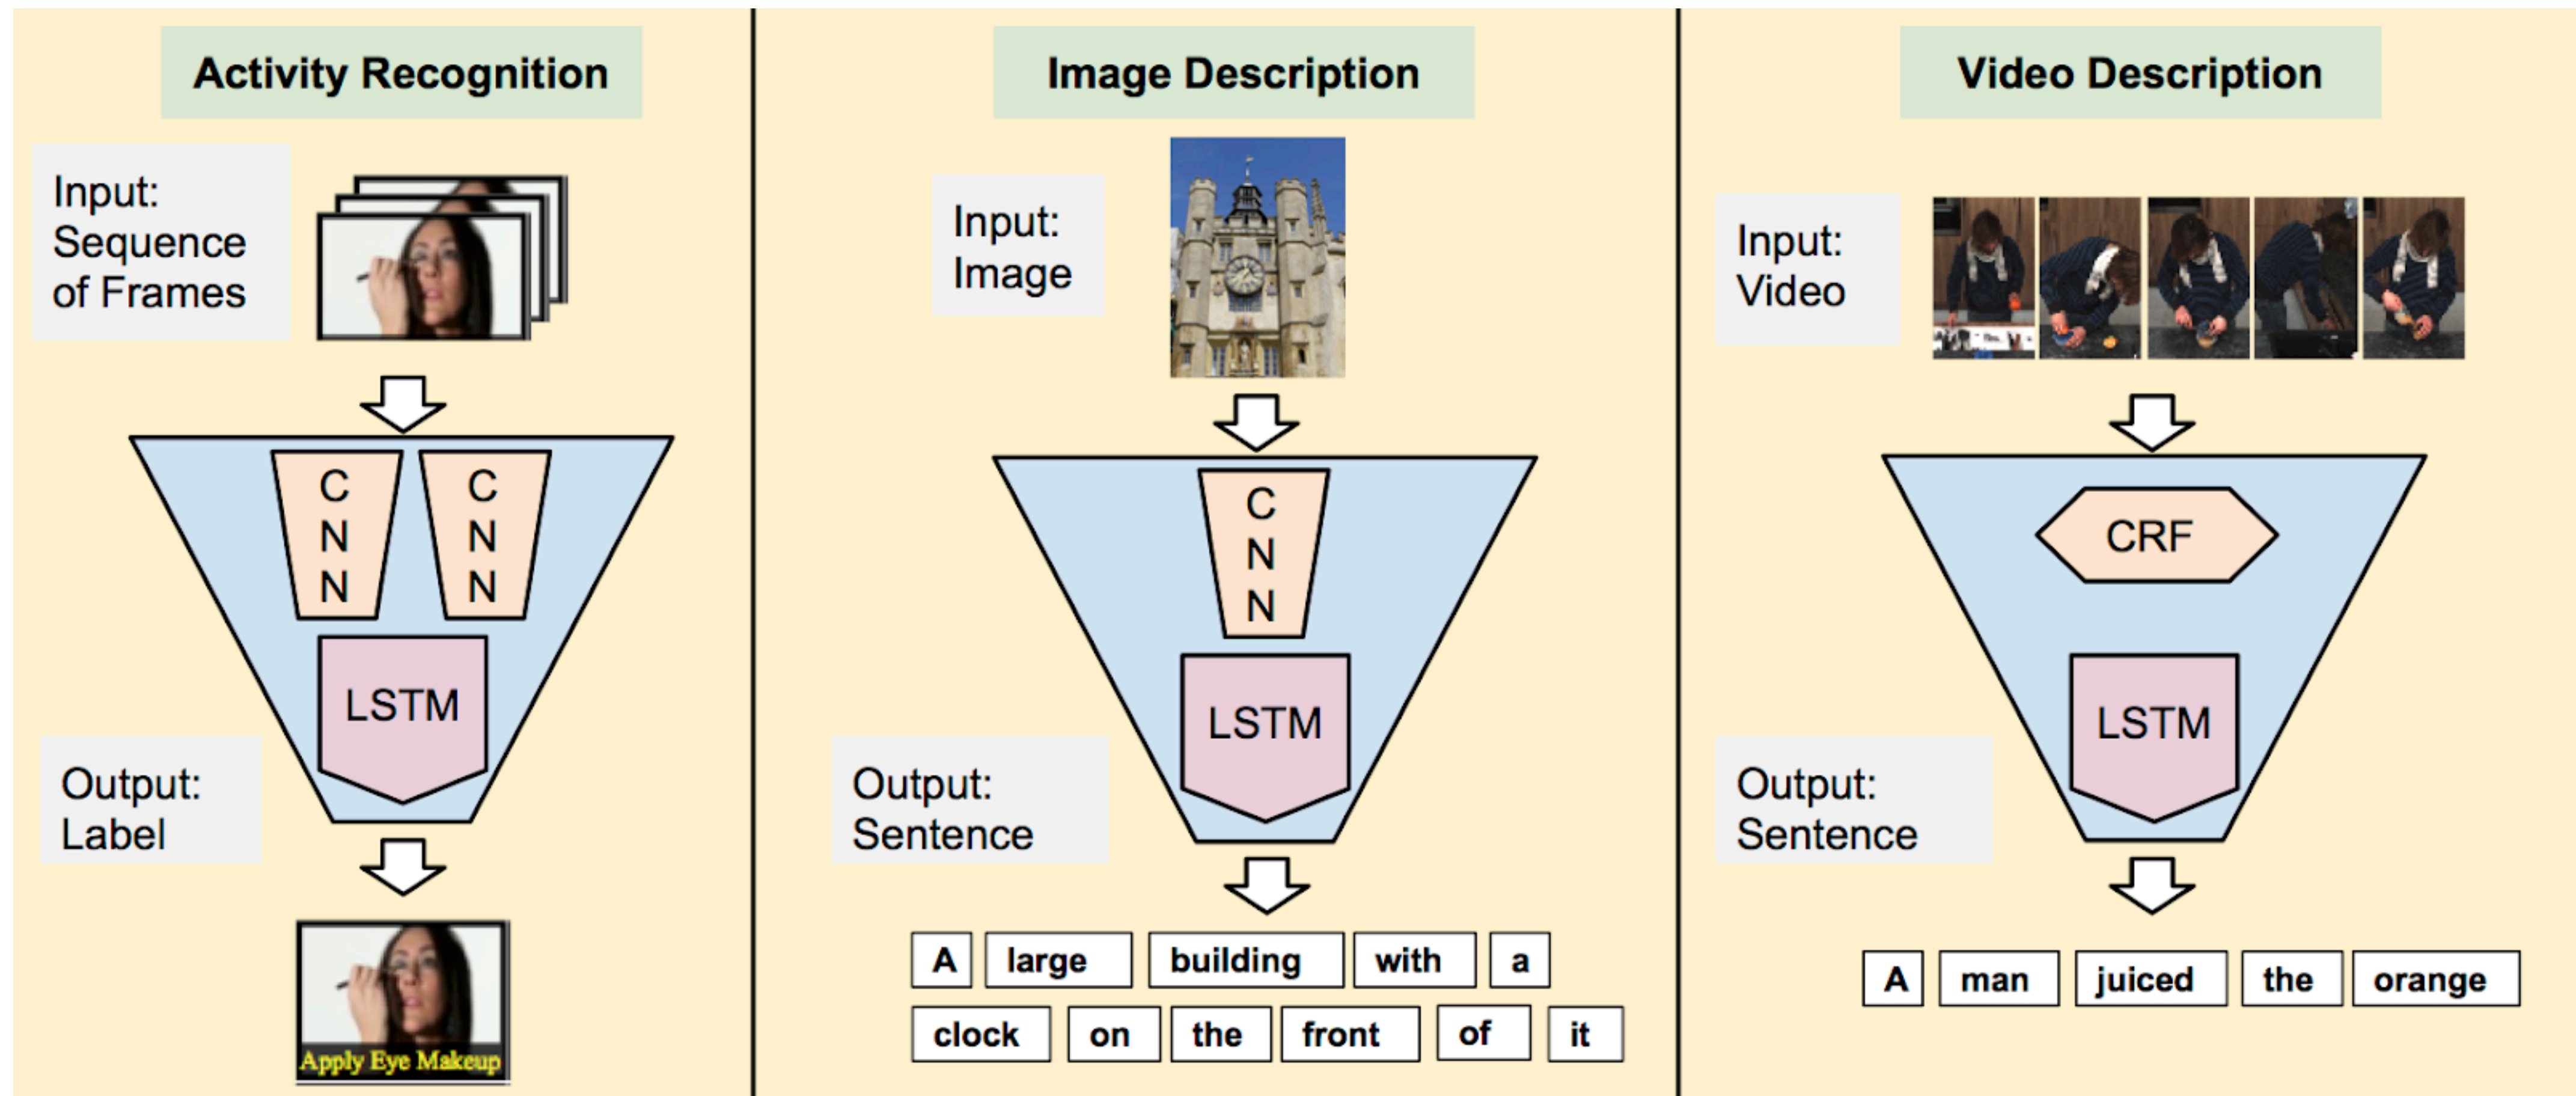 Activity Recognition
Input:
Sequence
of Frames
C
N
N
C
N
N
LSTM
Output:
Label
Apply Eye Makeup
Image Description
Input:
Image
C
N
N
LSTM
Output:
Sentence
A large building with a
clock on the front of it
Video Description
Input:
Video
CRF
LSTM
Output:
Sentence
A man juiced the orange